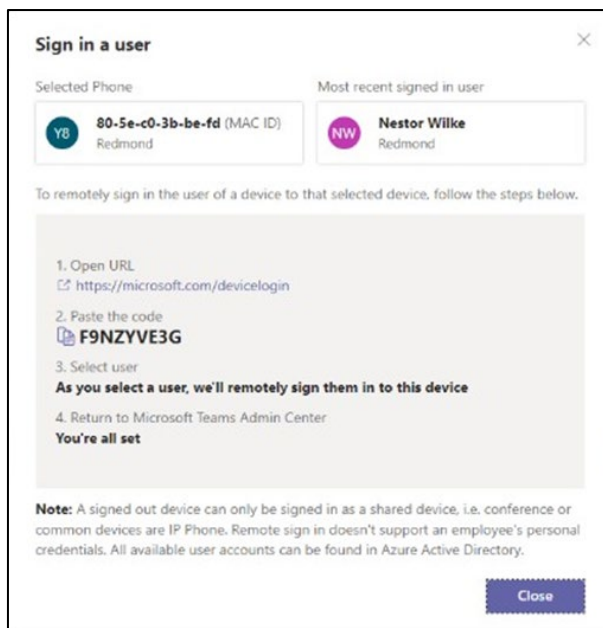 Sign in a user
Selected Phone
Most recent signed in user
Y8
80-5e-c0-3b-be-fd (MAC ID)
Redmond
NW
Nestor Wilke
Redmond
To remotely sign in the user of a device to that selected device, follow the steps below.
1. Open URL
https://microsoft.com/devicelogin
2. Paste the code
F9NZYVE3G
3. Select user
As you select a user, we'll remotely sign them in to this device
4. Return to Microsoft Teams Admin Center
You're all set
Note: A signed out device can only be signed in as a shared device, i.e. conference or
common devices are IP Phone. Remote sign in doesn't support an employee's personal
credentials. All available user accounts can be found in Azure Active Directory.
Close